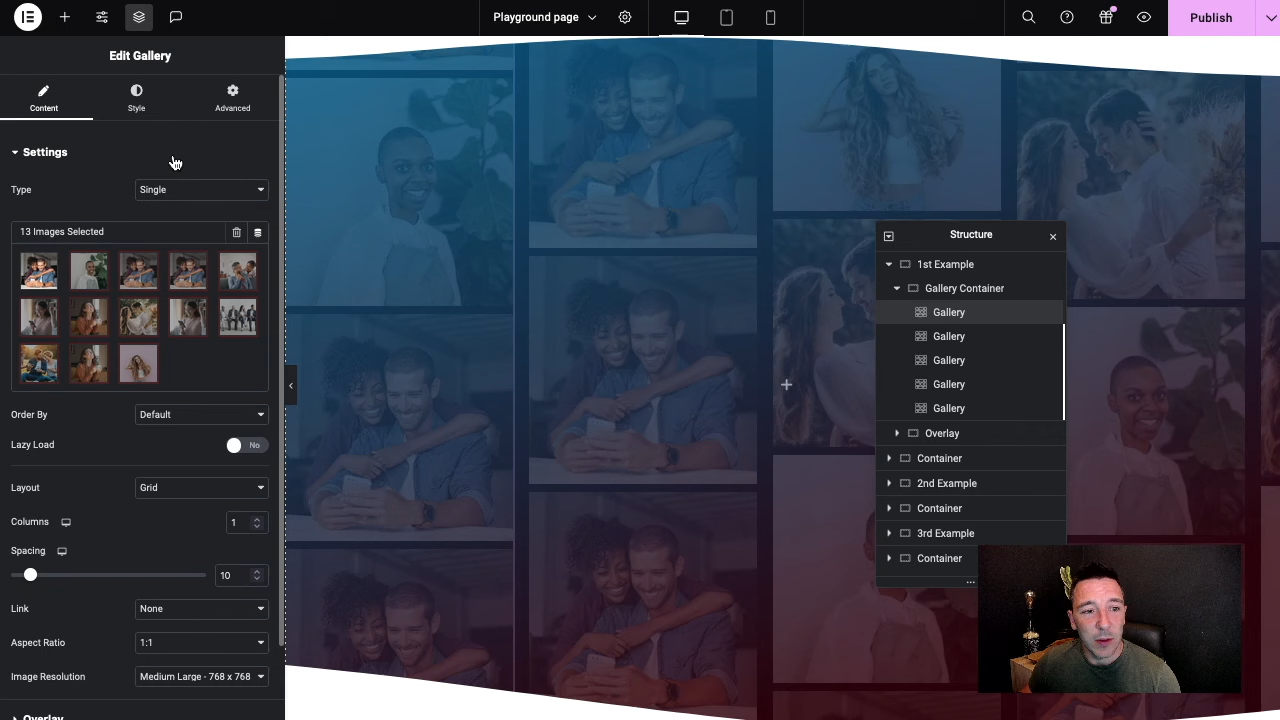 Playground page
Publish
Edit Gallery
Content
Style
Advanced
Settings
Type
Single
13 Images Selected
Order By
Default
Lazy Load
No
Layout
Grid
Columns
1
Spacing
10
Link
None
Aspect Ratio
1:1
Image Resolution
Medium Large - 768 x 768
Overlay
Structure
1st Example
Gallery Container
Gallery
Gallery
Gallery
Gallery
Gallery
Overlay
Container
2nd Example
Container
3rd Example
Container